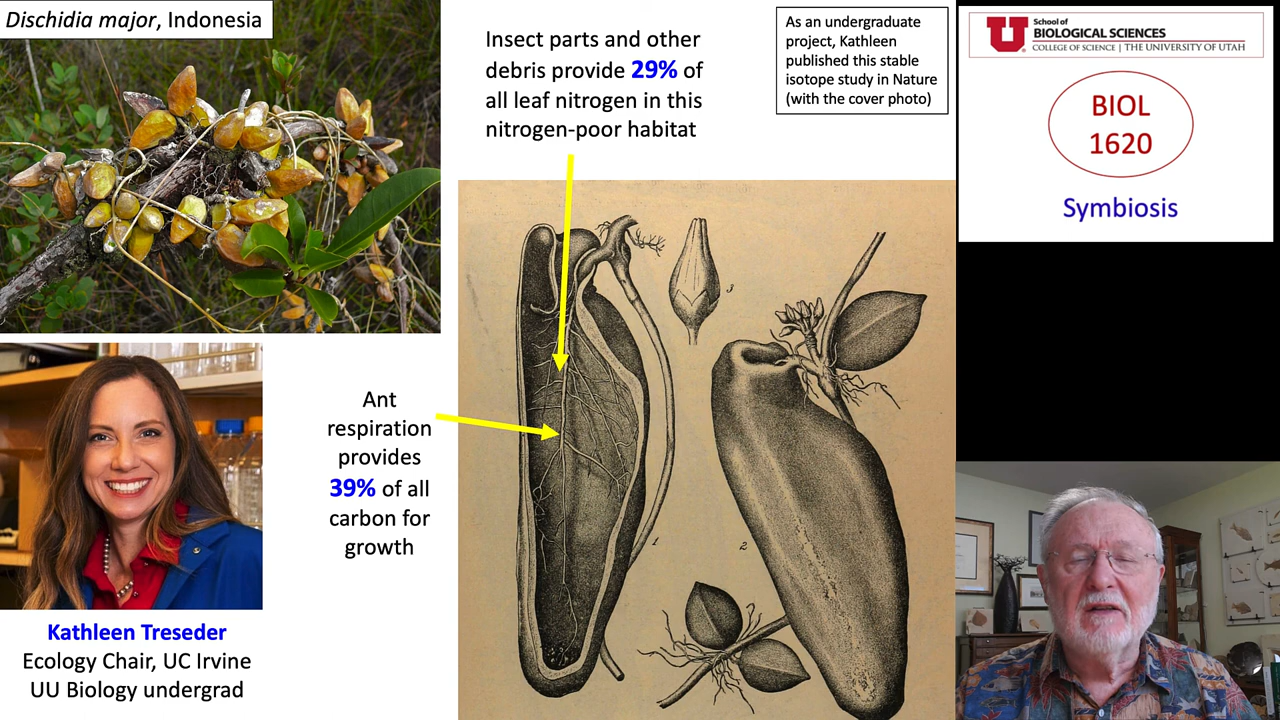 Dischidia major, Indonesia
Insect parts and other
debris provide 29% of
all leaf nitrogen in this
nitrogen-poor habitat
As an undergraduate
project, Kathleen
published this stable
isotope study in Nature
(with the cover photo)
U
School of
BIOLOGICAL SCIENCES
COLLEGE OF SCIENCE | THE UNIVERSITY OF UTAH
BIOL
1620
Symbiosis
3
Ant
respiration
provides
39% of all
carbon for
growth
1
2
Kathleen Treseder
Ecology Chair, UC Irvine
UU Biology undergrad